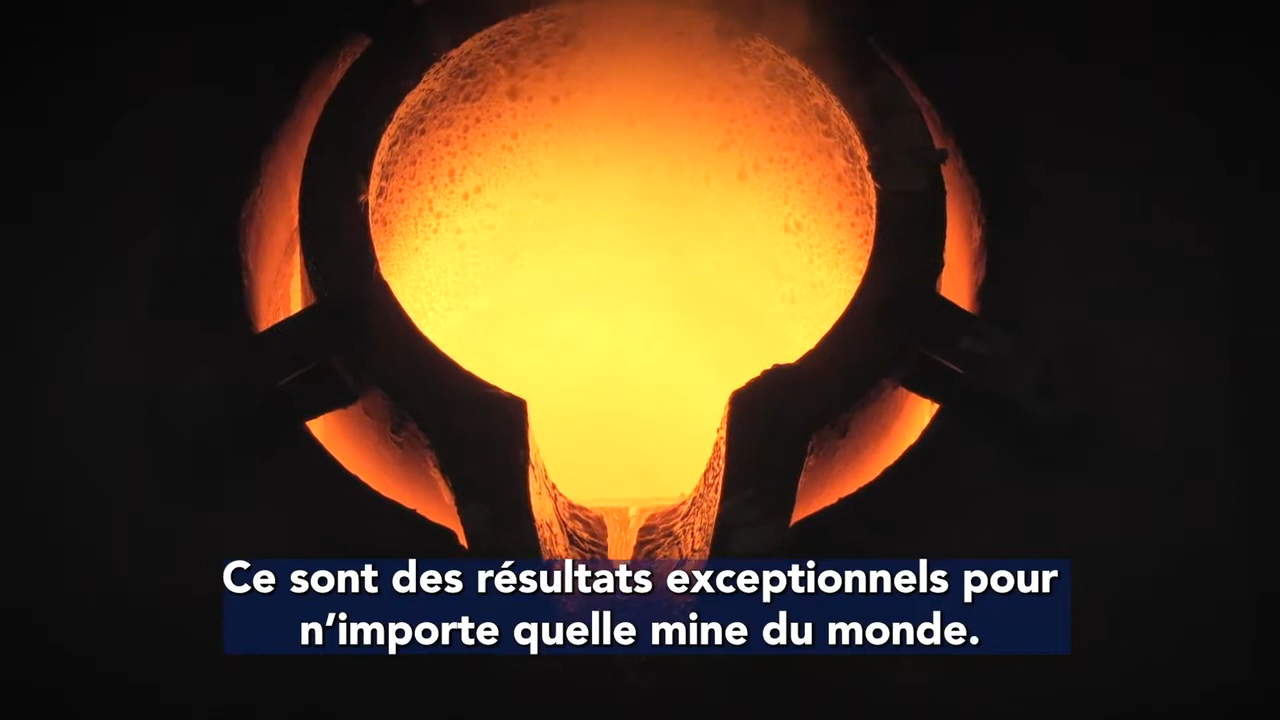 Ce sont des résultats exceptionnels pour
n’importe quelle mine du monde.